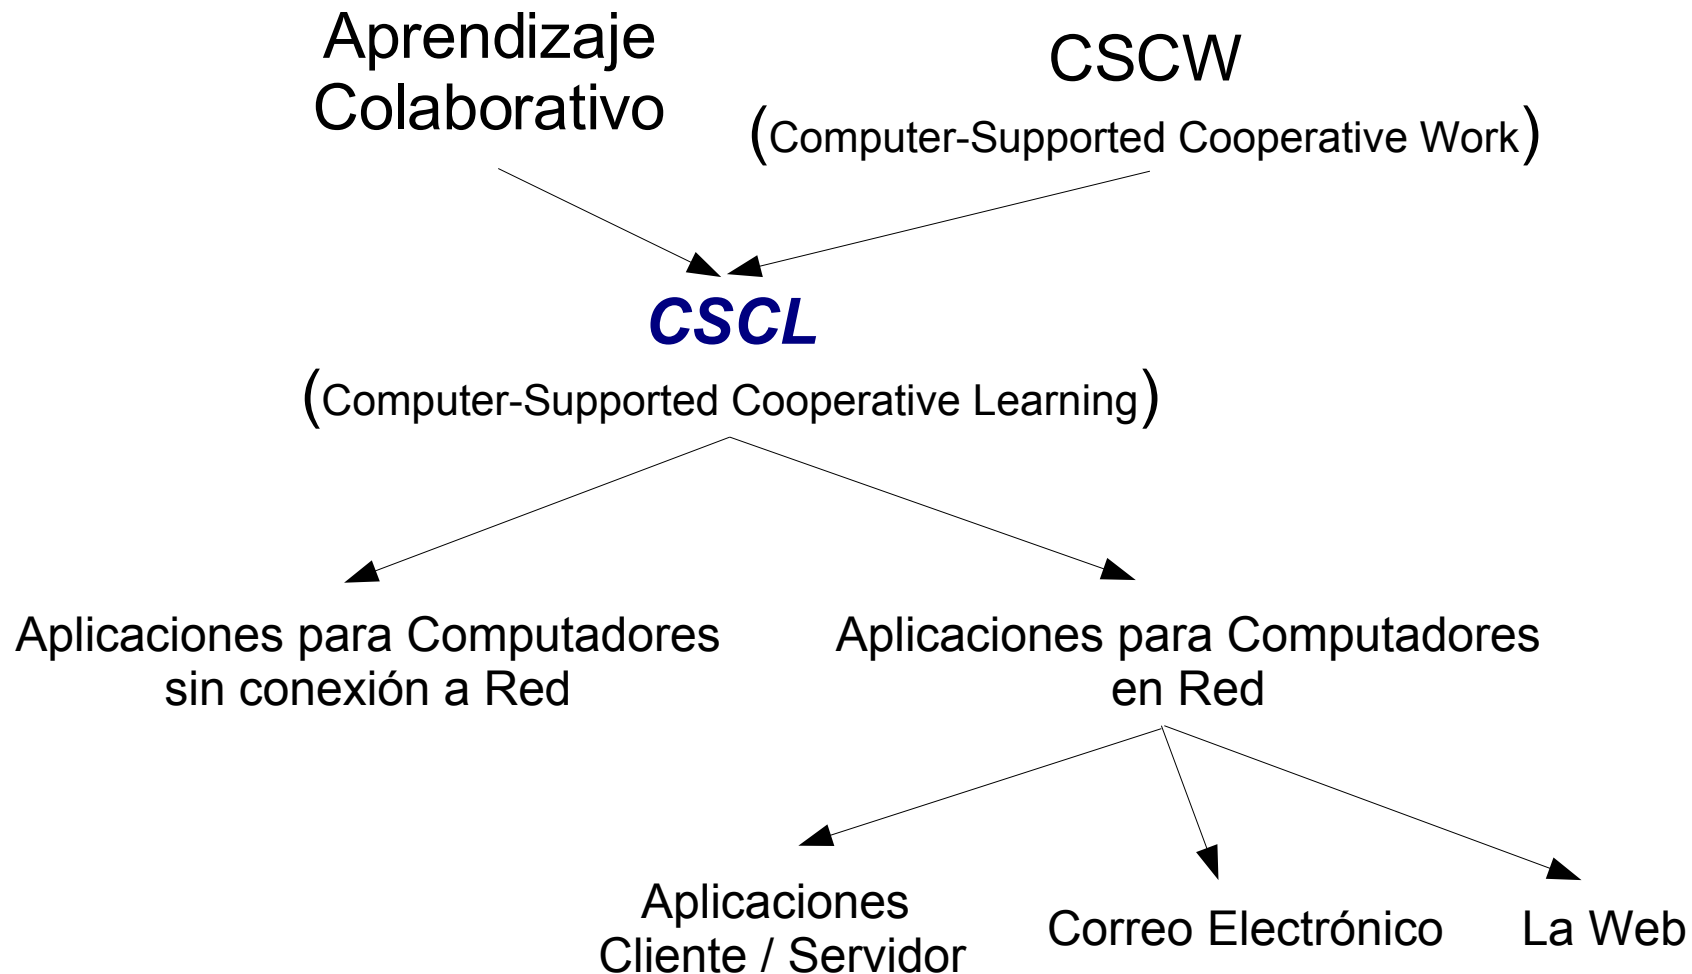 Aprendizaje
Colaborativo
CSCW
(Computer-Supported Cooperative Work)
CSCL
(Computer-Supported Cooperative Learning)
Aplicaciones para Computadores
sin conexión a Red
Aplicaciones para Computadores
en Red
Aplicaciones
Cliente / Servidor
Correo Electrónico
La Web